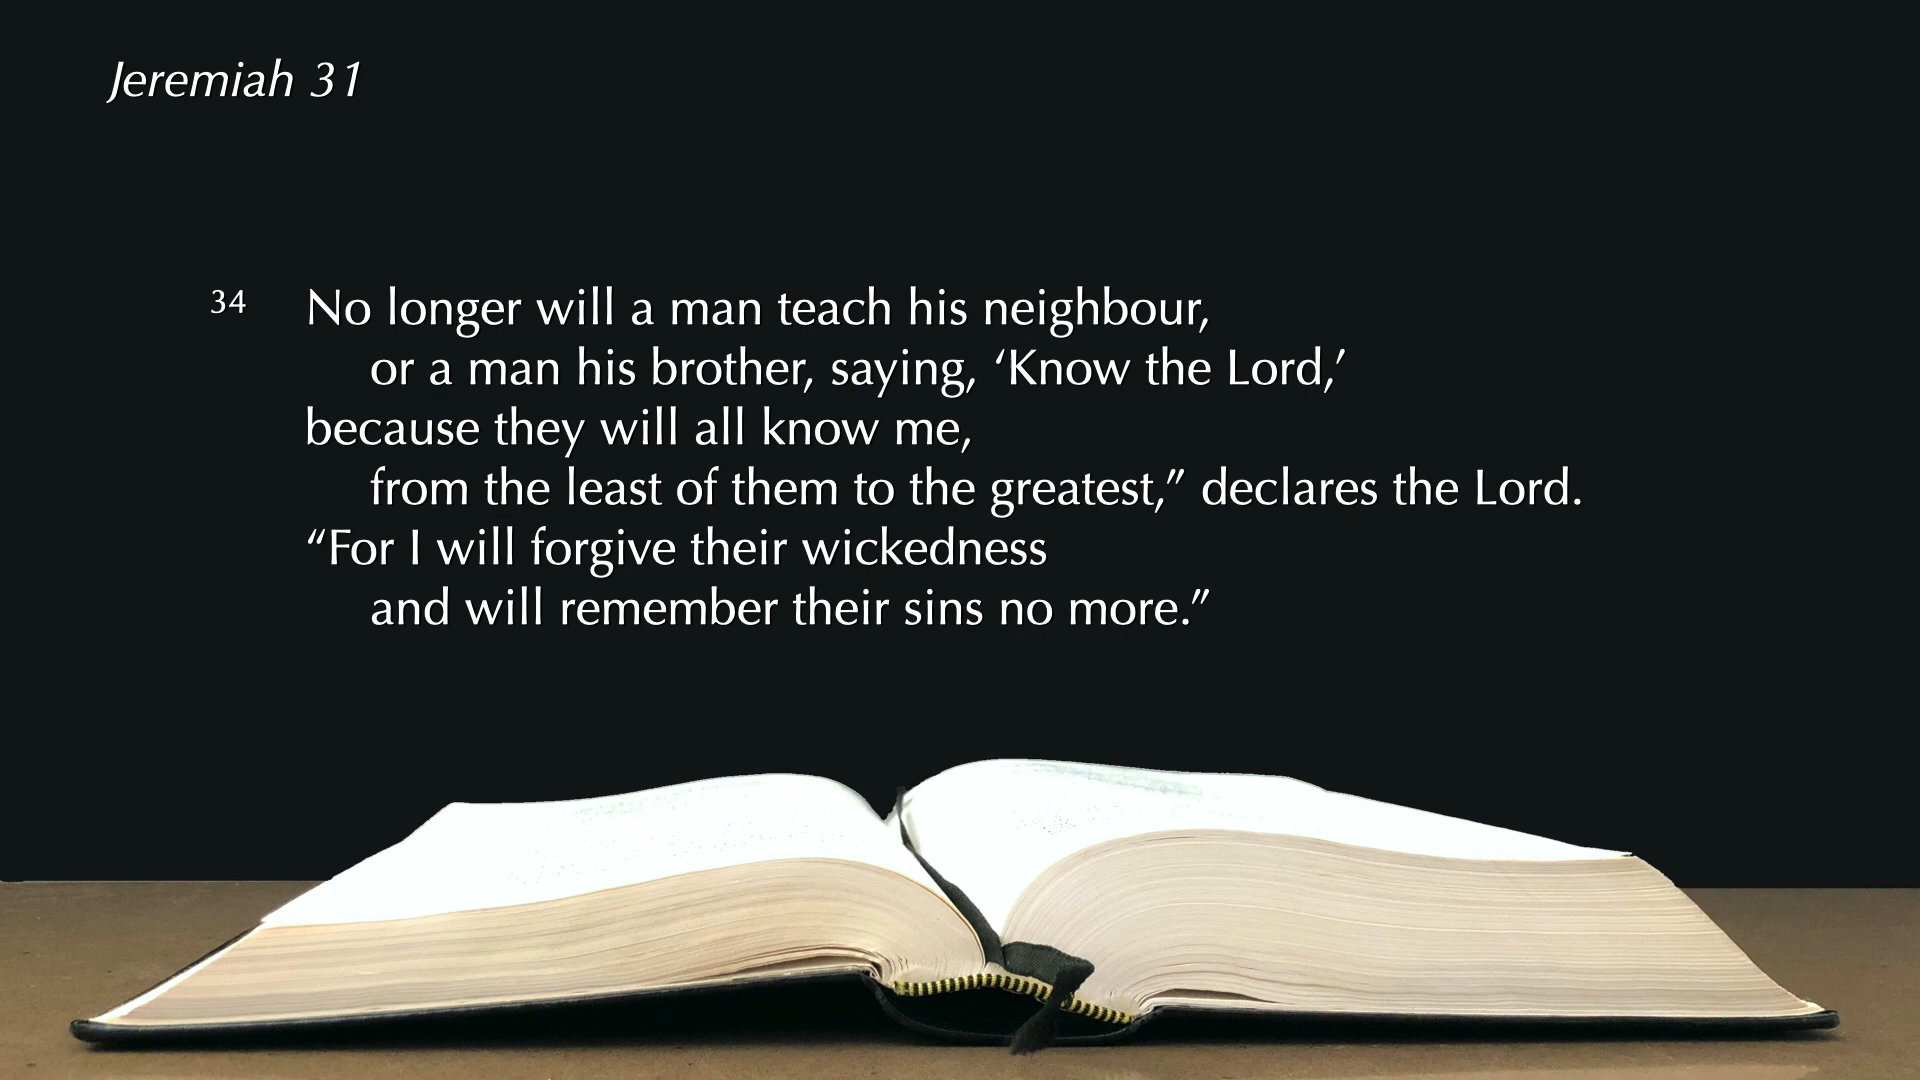 Jeremiah 31
34 No longer will a man teach his neighbour,
or a man his brother, saying, ‘Know the Lord,’
because they will all know me,
from the least of them to the greatest,” declares the Lord.
“For I will forgive their wickedness
and will remember their sins no more.”